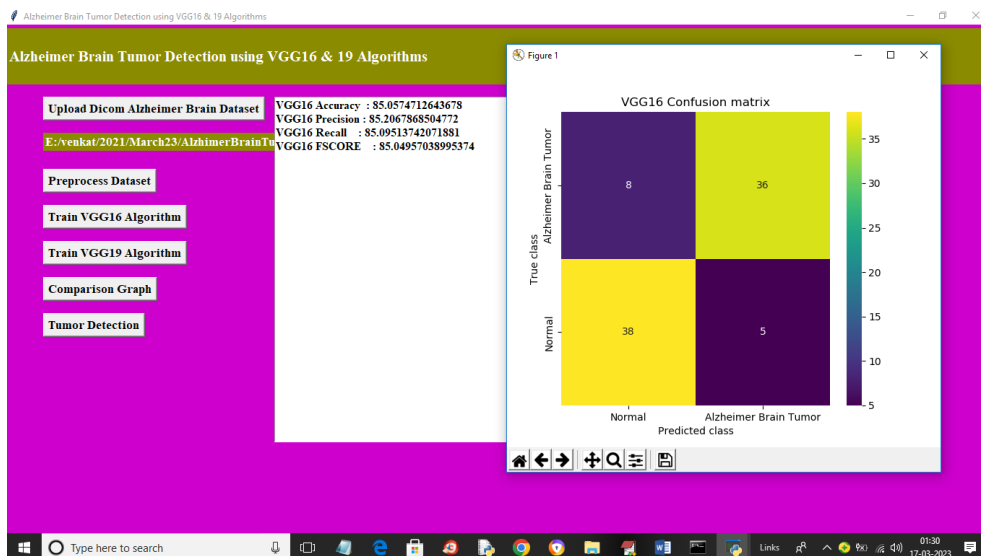 Alzheimer Brain Tumor Detection using VGG16 & 19 Algorithms
Alzheimer Brain Tumor Detection using VGG16 & 19 Algorithms
Upload Dicom Alzheimer Brain Dataset
E:/venkat/2021/March23/AlzhimerBrainTu
Preprocess Dataset
Train VGG16 Algorithm
Train VGG19 Algorithm
Comparison Graph
Tumor Detection
VGG16 Accuracy : 85.0574712643678
VGG16 Precision : 85.2067868504772
VGG16 Recall : 85.09513742071881
VGG16 FSCORE : 85.04957038995374
Figure 1
VGG16 Confusion matrix
True class
Alzheimer Brain Tumor
Normal
8
36
38
5
Normal
Alzheimer Brain Tumor
Predicted class
35
30
25
20
15
10
5
Type here to search
Links
01:30
17-03-2023